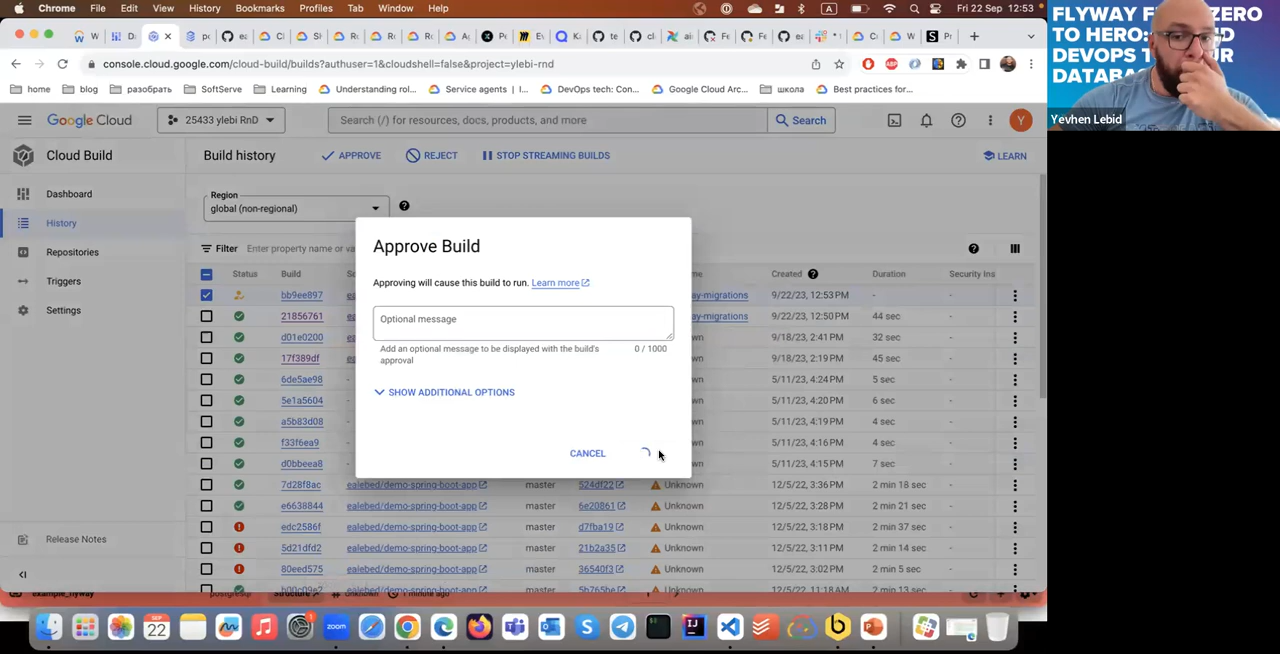 Chrome File Edit View History Bookmarks Profiles Tab Window Help
A
Fri 22 Sep 12:53
console.cloud.google.com/cloud-build/builds?authuser=1&cloudshell=false&project=ylebi-rnd
home blog разобрать SoftServe Learning Understanding rol... Service agents | I... DevOps tech: Con... Google Cloud Arc... школа Best practices for...
Google Cloud 25433 ylebi RnD Search (/) for resources, docs, products, and more Search Y
Cloud Build Build history APPROVE REJECT STOP STREAMING BUILDS LEARN
Dashboard
History
Repositories
Triggers
Settings
Release Notes
Region
global (non-regional)
Filter Enter property name or va
Status Build Created Duration Security Ins
bb9ee897 ay-migrations 9/22/23, 12:53 PM -
21856761 ay-migrations 9/22/23, 12:50 PM 44 sec -
d01e0200 9/18/23, 2:41 PM 32 sec -
17f389df 9/18/23, 2:19 PM 45 sec -
6de5ae98 5/11/23, 4:24 PM 5 sec -
5e1a5604 5/11/23, 4:20 PM 6 sec -
a5b83d08 5/11/23, 4:19 PM 4 sec -
f33f6ea9 5/11/23, 4:16 PM 4 sec -
d0bbeea8 5/11/23, 4:15 PM 7 sec -
7d28f8ac ealebed/demo-spring-boot-app master 524df22 Unknown 12/5/22, 3:36 PM 2 min 18 sec -
e6638844 ealebed/demo-spring-boot-app master 6e20861 Unknown 12/5/22, 3:28 PM 2 min 21 sec -
edc2586f ealebed/demo-spring-boot-app master d7fba19 Unknown 12/5/22, 3:18 PM 2 min 37 sec -
5d21dfd2 ealebed/demo-spring-boot-app master 21b2a35 Unknown 12/5/22, 3:11 PM 2 min 14 sec -
80eed575 ealebed/demo-spring-boot-app master 36540f3 Unknown 12/5/22, 3:02 PM 2 min 5 sec -
Approve Build
Approving will cause this build to run. Learn more
Optional message
Add an optional message to be displayed with the build's
approval
0 / 1000
SHOW ADDITIONAL OPTIONS
CANCEL
SEP
22
zoom
FLYWAY
TO HERO:
DEVOPS
Yevhen Lebid